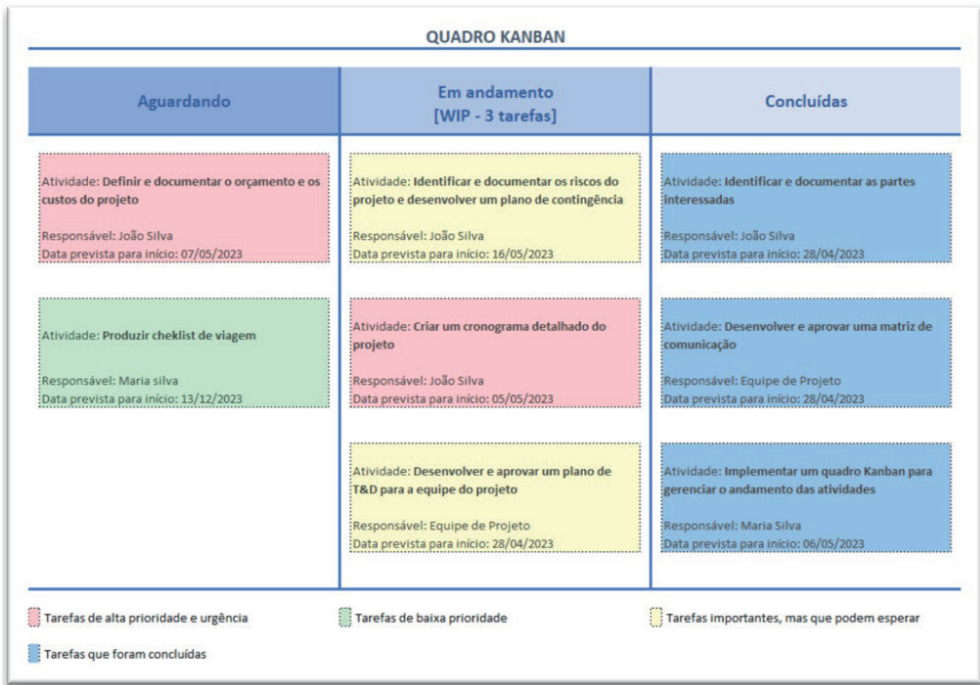 QUADRO KANBAN
Aguardando
Em andamento
[WIP - 3 tarefas]
Concluídas
Atividade: Definir e documentar o orçamento e os
custos do projeto
Responsável: João Silva
Data prevista para início: 07/05/2023
Atividade: Produzir cheklist de viagem
Responsável: Maria silva
Data prevista para início: 13/12/2023
Atividade: Identificar e documentar os riscos do
projeto e desenvolver um plano de contingência
Responsável: João Silva
Data prevista para início: 16/05/2023
Atividade: Criar um cronograma detalhado do
projeto
Responsável: João Silva
Data prevista para início: 05/05/2023
Atividade: Desenvolver e aprovar um plano de
T&D para a equipe do projeto
Responsável: Equipe de Projeto
Data prevista para início: 28/04/2023
Atividade: Identificar e documentar as partes
interessadas
Responsável: João Silva
Data prevista para início: 28/04/2023
Atividade: Desenvolver e aprovar uma matriz de
comunicação
Responsável: Equipe de Projeto
Data prevista para início: 28/04/2023
Atividade: Implementar um quadro Kanban para
gerenciar o andamento das atividades
Responsável: Maria Silva
Data prevista para início: 06/05/2023
Tarefas de alta prioridade e urgência
Tarefas de baixa prioridade
Tarefas importantes, mas que podem esperar
Tarefas que foram concluídas